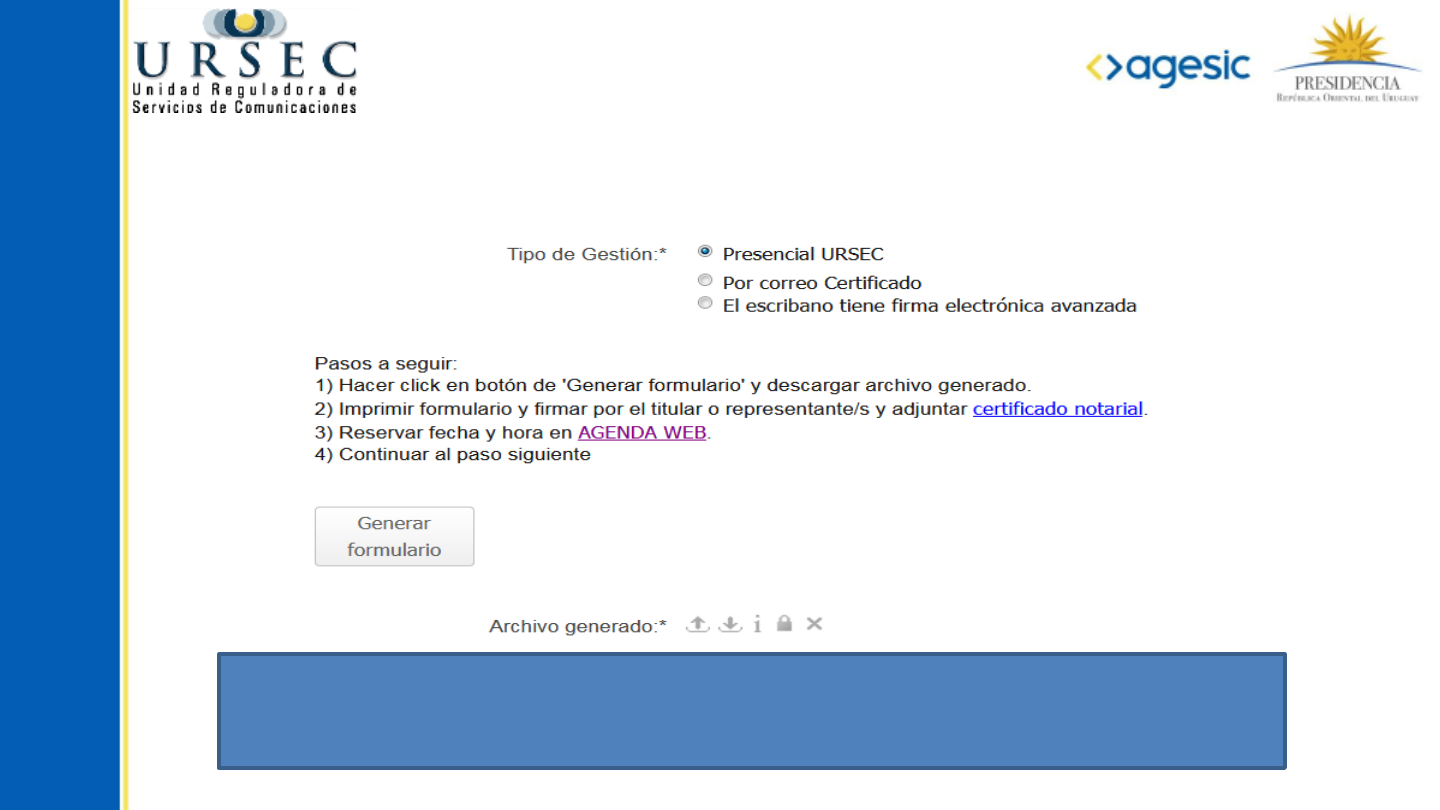 URSEC
Unidad Reguladora de
Servicios de Comunicaciones
<>agesic
PRESIDENCIA
REPÚBLICA ORIENTAL DEL URUGUAY
Tipo de Gestión:*
Presencial URSEC
Por correo Certificado
El escribano tiene firma electrónica avanzada
Pasos a seguir:
1) Hacer click en botón de 'Generar formulario' y descargar archivo generado.
2) Imprimir formulario y firmar por el titular o representante/s y adjuntar certificado notarial.
3) Reservar fecha y hora en AGENDA WEB.
4) Continuar al paso siguiente
Generar
formulario
Archivo generado:*